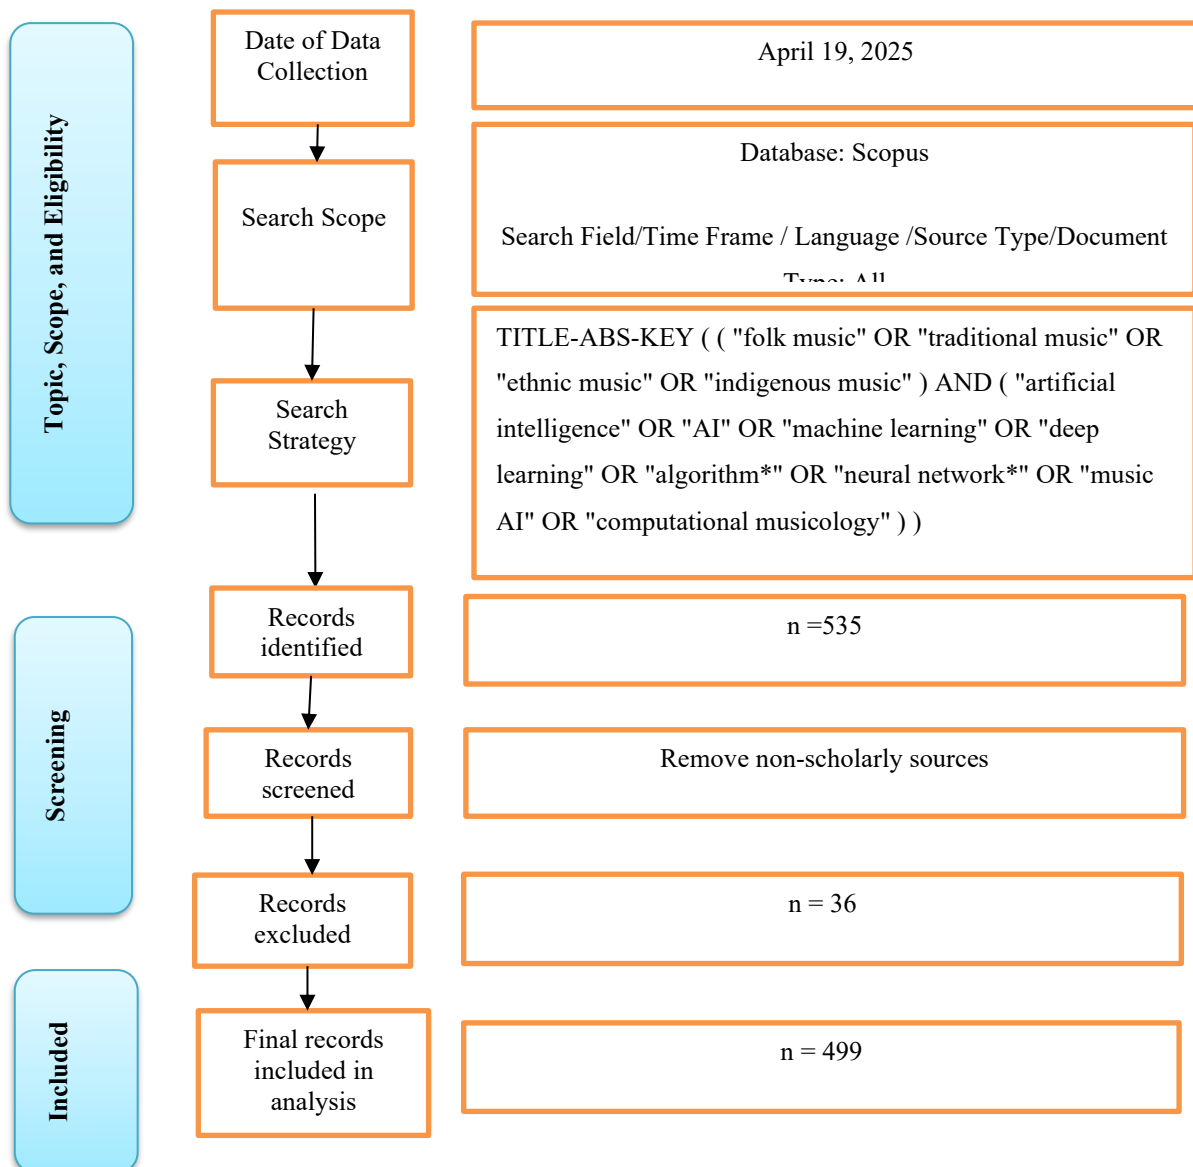 Topic, Scope, and Eligibility
Date of Data
Collection
April 19, 2025
Search Scope
Database: Scopus
Search Field/Time Frame / Language /Source Type/Document
Type: All
Search
Strategy
TITLE-ABS-KEY ( ( "folk music" OR "traditional music" OR
"ethnic music" OR "indigenous music" ) AND ( "artificial
intelligence" OR "AI" OR "machine learning" OR "deep
learning" OR "algorithm*" OR "neural network*" OR "music
AI" OR "computational musicology" ) )
Screening
Records
identified
n =535
Records
screened
Remove non-scholarly sources
Records
excluded
n = 36
Included
Final records
included in
analysis
n = 499